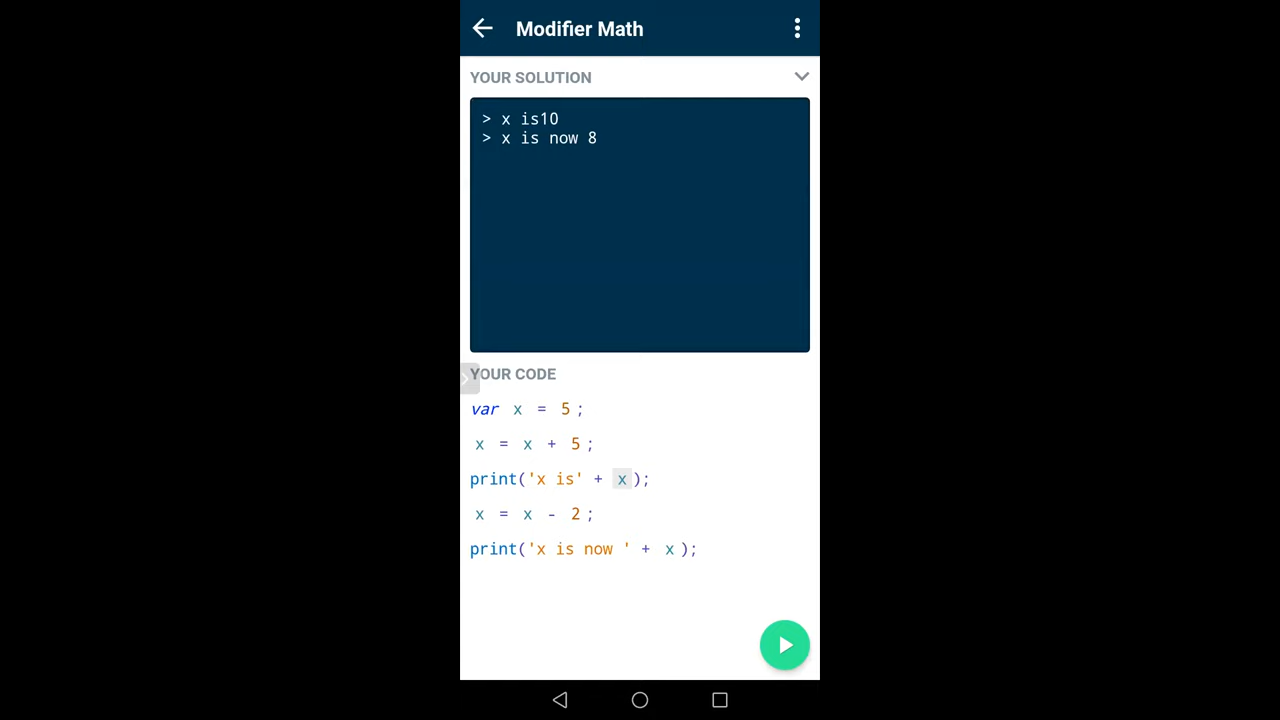 Modifier Math
YOUR SOLUTION
> x is10
> x is now 8
YOUR CODE
var x = 5 ;
x = x + 5 ;
print('x is' + x );
x = x - 2 ;
print('x is now ' + x );